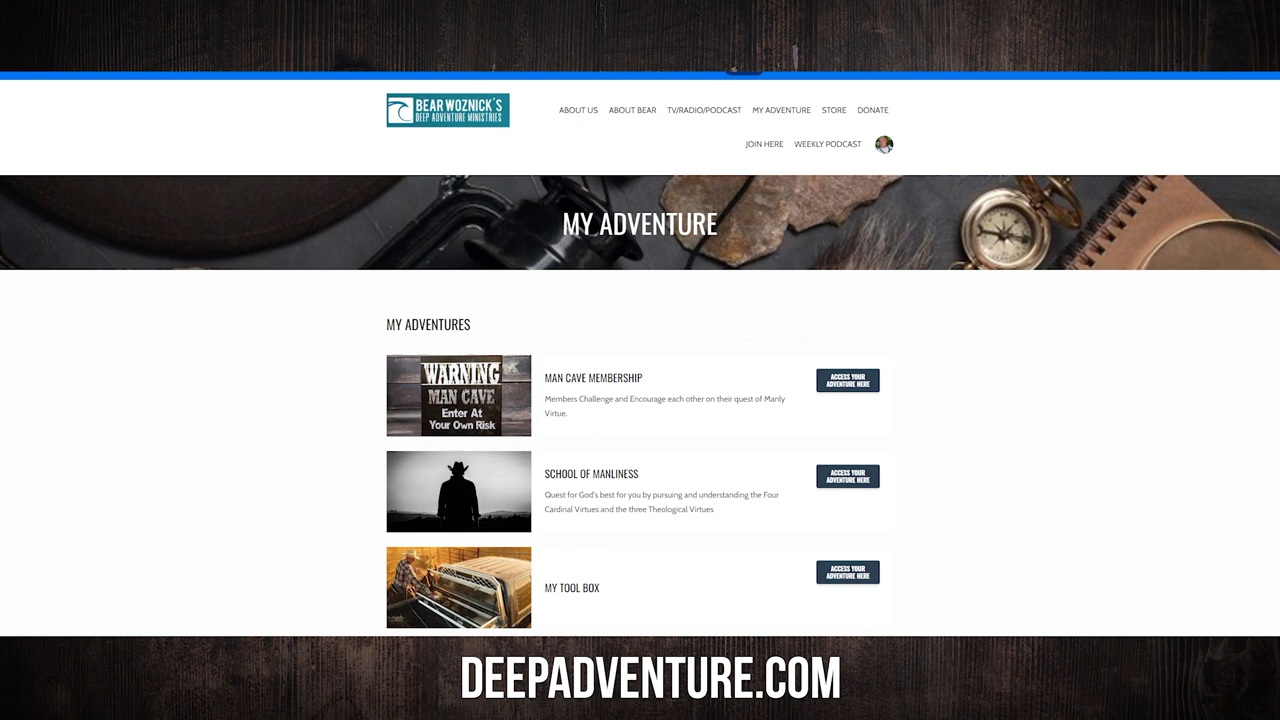 BEAR WOZNICK'S
DEEP ADVENTURE MINISTRIES
ABOUT US ABOUT BEAR TV/RADIO/PODCAST MY ADVENTURE STORE DONATE
JOIN HERE WEEKLY PODCAST
MY ADVENTURE
MY ADVENTURES
WARNING
MAN CAVE
Enter At
Your Own Risk
MAN CAVE MEMBERSHIP
Members Challenge and Encourage each other on their quest of Manly
Virtue.
ACCESS YOUR
ADVENTURE HERE
SCHOOL OF MANLINESS
Quest for God's best for you by pursuing and understanding the Four
Cardinal Virtues and the three Theological Virtues
ACCESS YOUR
ADVENTURE HERE
MY TOOL BOX
ACCESS YOUR
ADVENTURE HERE
DEEPADVENTURE.COM